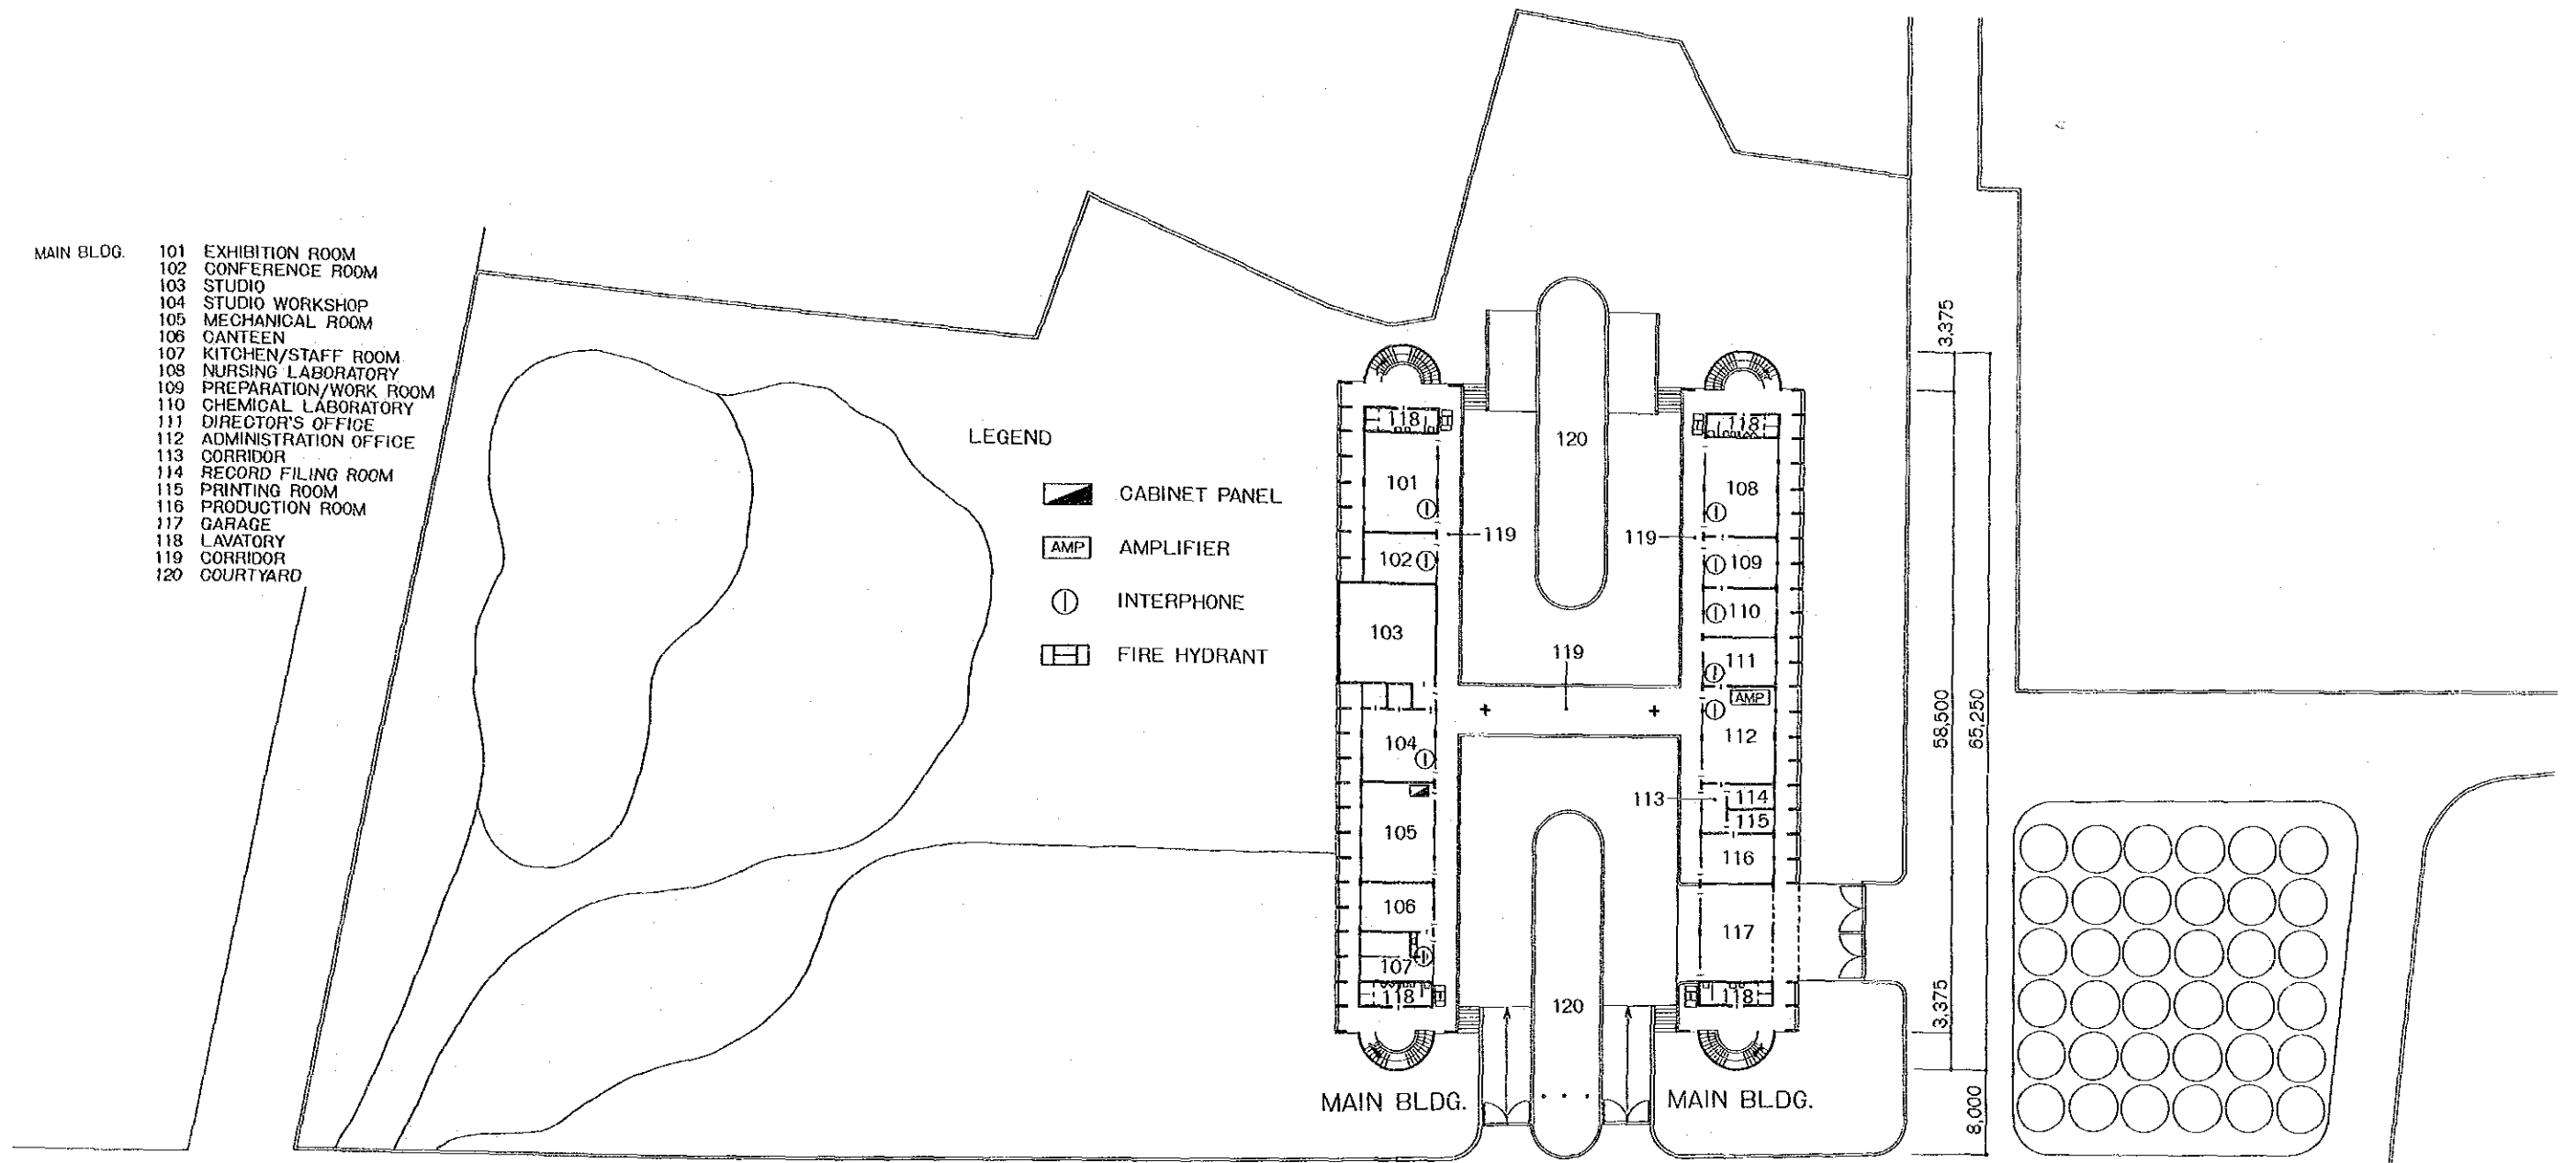 MAIN BLDG. 101 EXHIBITION ROOM
102 CONFERENCE ROOM
103 STUDIO
104 STUDIO WORKSHOP
105 MECHANICAL ROOM
106 CANTEEN
107 KITCHEN/STAFF ROOM
108 NURSING LABORATORY
109 PREPARATION/WORK ROOM
110 CHEMICAL LABORATORY
111 DIRECTOR'S OFFICE
112 ADMINISTRATION OFFICE
113 CORRIDOR
114 RECORD FILING ROOM
115 PRINTING ROOM
116 PRODUCTION ROOM
117 GARAGE
118 LAVATORY
119 CORRIDOR
120 COURTYARD
LEGEND
CABINET PANEL
AMP AMPLIFIER
INTERPHONE
FIRE HYDRANT
118
101
102
103
104
105
106
107
118
MAIN BLDG.
120
119
119
119
120
118
108
109
110
111
AMP
112
113
114
115
116
117
118
MAIN BLDG.
3,375
58,500
65,250
3,375
8,000